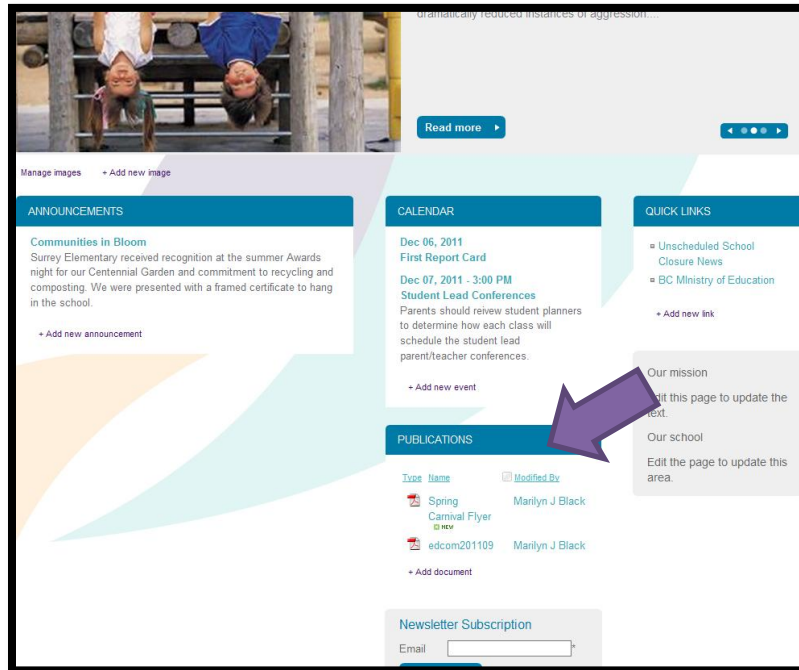 dramatically reduced instances of aggression....
Read more
Manage images + Add new image
ANNOUNCEMENTS
Communities in Bloom
Surrey Elementary received recognition at the summer Awards
night for our Centennial Garden and commitment to recycling and
composting. We were presented with a framed certificate to hang
in the school.
+ Add new announcement
CALENDAR
Dec 06, 2011
First Report Card
Dec 07, 2011 - 3:00 PM
Student Lead Conferences
Parents should reivew student planners
to determine how each class will
schedule the student lead
parent/teacher conferences.
+ Add new event
PUBLICATIONS
Type Name Modified By
Spring Marilyn J Black
Carnival Flyer
NEW
edcom201109 Marilyn J Black
+ Add document
Newsletter Subscription
Email *
QUICK LINKS
Unscheduled School
Closure News
BC MInistry of Education
+ Add new link
Our mission
this page to update the
text.
Our school
Edit the page to update this
area.